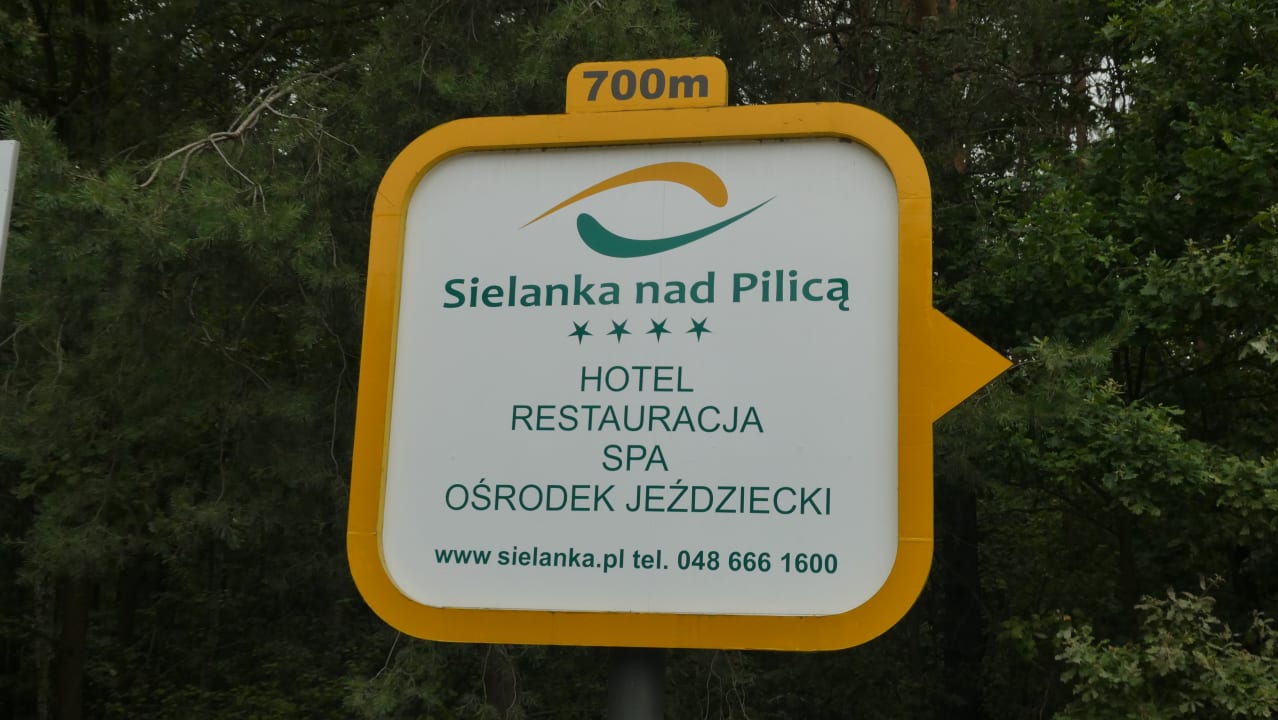 700m
Sielanka nad Pilicą
HOTEL
RESTAURACJA
SPA
OŚRODEK JEŹDZIECKI
www sielanka.pl tel. 048 666 1600